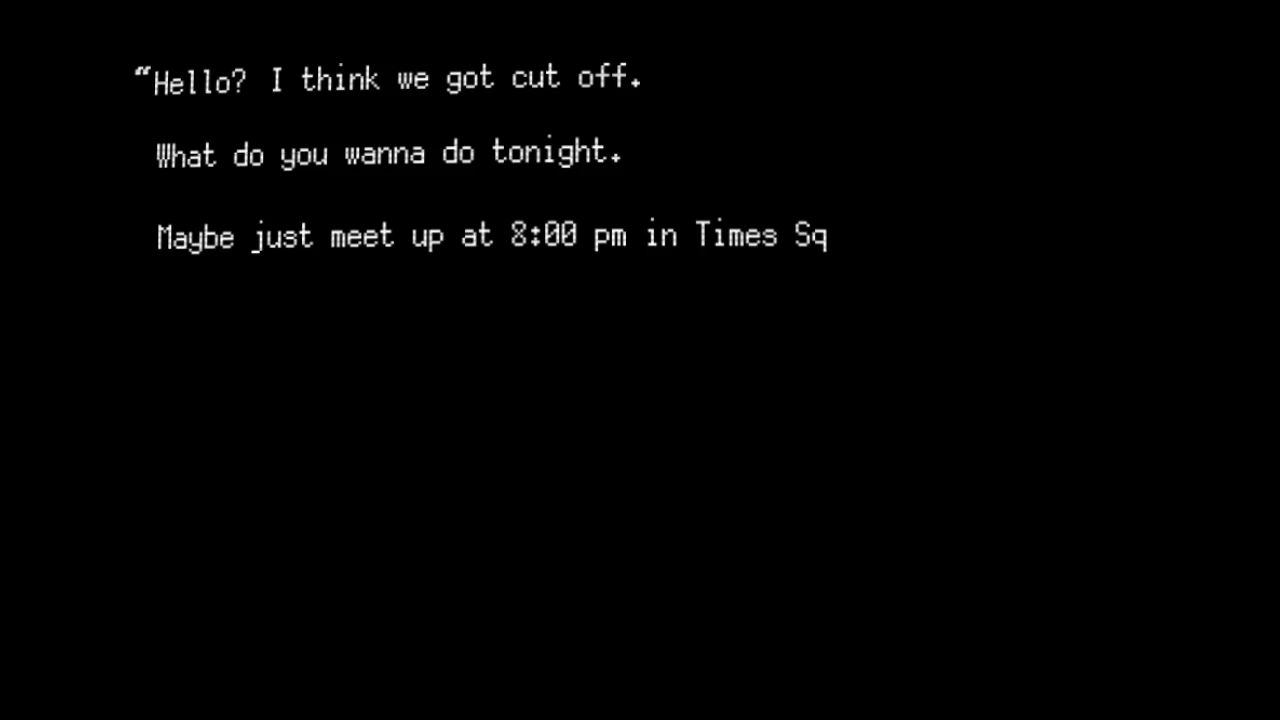 “Hello? I think we got cut off.
What do you wanna do tonight.
Maybe just meet up at 8:00 pm in Times Sq